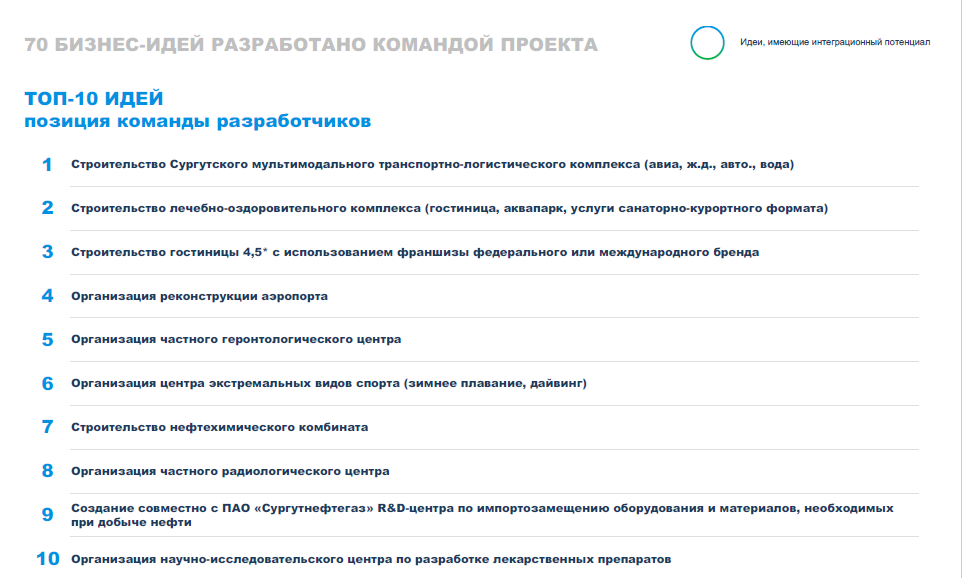 70 БИЗНЕС-ИДЕЙ РАЗРАБОТАНО КОМАНДОЙ ПРОЕКТА
Идеи, имеющие интеграционный потенциал
ТОП-10 ИДЕЙ
позиция команды разработчиков
1 Строительство Сургутского мультимодального транспортно-логистического комплекса (авиа, ж.д., авто., вода)
2 Строительство лечебно-оздоровительного комплекса (гостиница, аквапарк, услуги санаторно-курортного формата)
3 Строительство гостиницы 4,5* с использованием франшизы федерального или международного бренда
4 Организация реконструкции аэропорта
5 Организация частного геронтологического центра
6 Организация центра экстремальных видов спорта (зимнее плавание, дайвинг)
7 Строительство нефтехимического комбината
8 Организация частного радиологического центра
9 Создание совместно с ПАО «Сургутнефтегаз» R&D-центра по импортозамещению оборудования и материалов, необходимых
при добыче нефти
10 Организация научно-исследовательского центра по разработке лекарственных препаратов